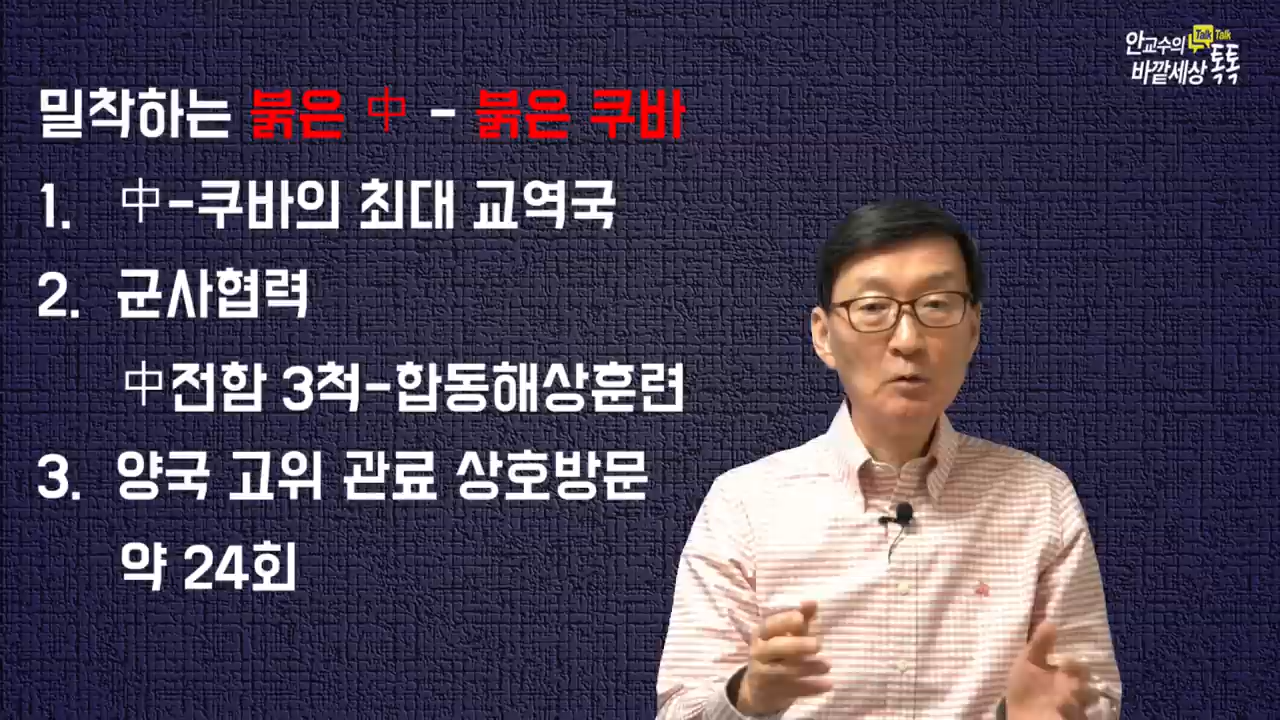 안교수의 Talk Talk
바깥세상 톡톡
밀착하는 붉은 中 - 붉은 쿠바
1. 中-쿠바의 최대 교역국
2. 군사협력
中전함 3척-합동해상훈련
3. 양국 고위 관료 상호방문
약 24회